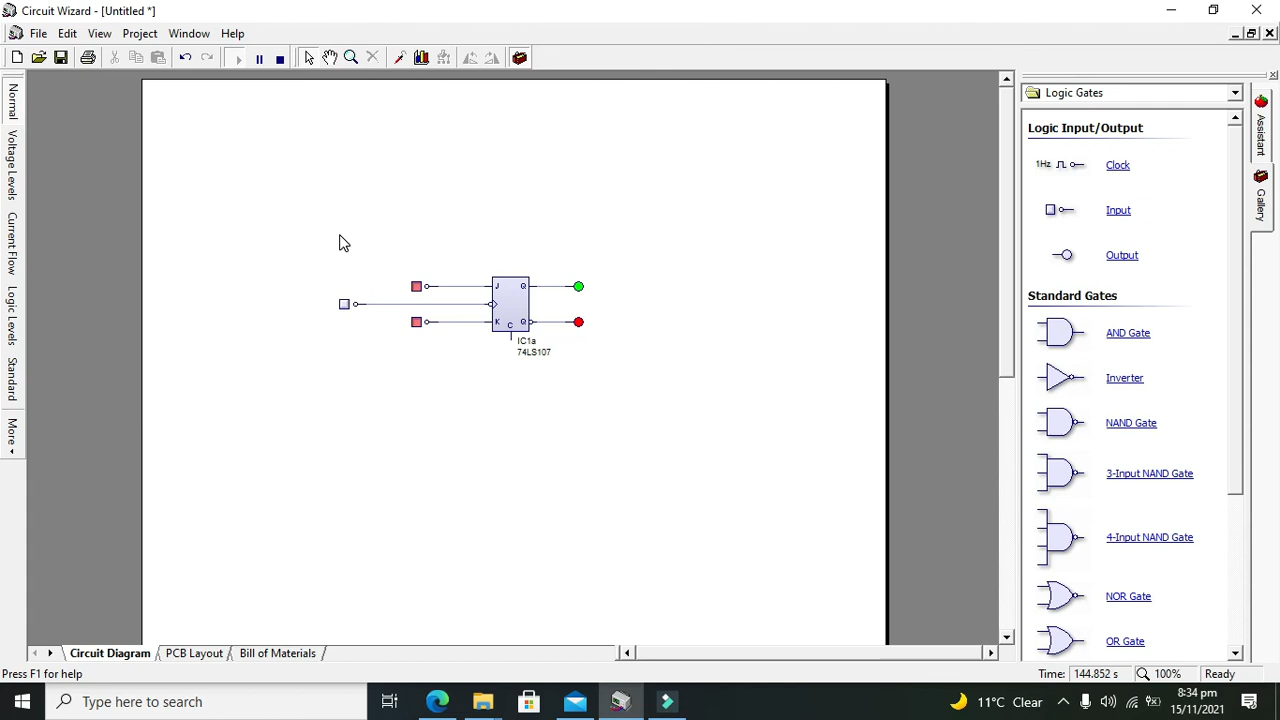 Circuit Wizard - [Untitled *]
File Edit View Project Window Help
Normal
Voltage Levels
Current Flow
Logic Levels
Standard
More
J Q
K Q
C
IC1a
74LS107
Logic Gates
Logic Input/Output
1Hz Clock
Input
Output
Standard Gates
AND Gate
Inverter
NAND Gate
3-Input NAND Gate
4-Input NAND Gate
NOR Gate
OR Gate
Assistant
Gallery
Circuit Diagram PCB Layout Bill of Materials
Press F1 for help Time: 144.852 s 100% Ready
Type here to search 11°C Clear 8:34 pm
15/11/2021